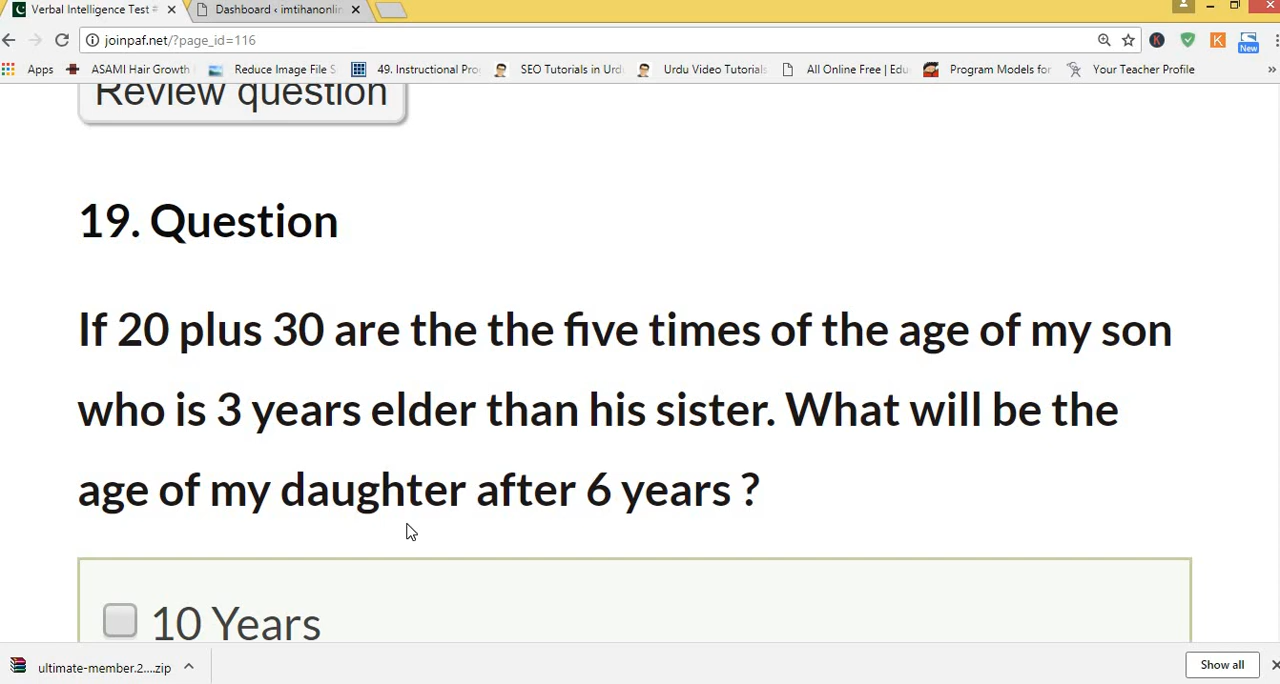 Verbal Intelligence Test #
Dashboard ‹ imtihanonlin
joinpaf.net/?page_id=116
K
K
New
Apps
ASAMI Hair Growth
Reduce Image File S
49. Instructional Pro
SEO Tutorials in Urd
Urdu Video Tutorials
All Online Free | Edu
Program Models for
Your Teacher Profile
»
Review question
19. Question
If 20 plus 30 are the the five times of the age of my son
who is 3 years elder than his sister. What will be the
age of my daughter after 6 years ?
10 Years
ultimate-member.2....zip
Show all